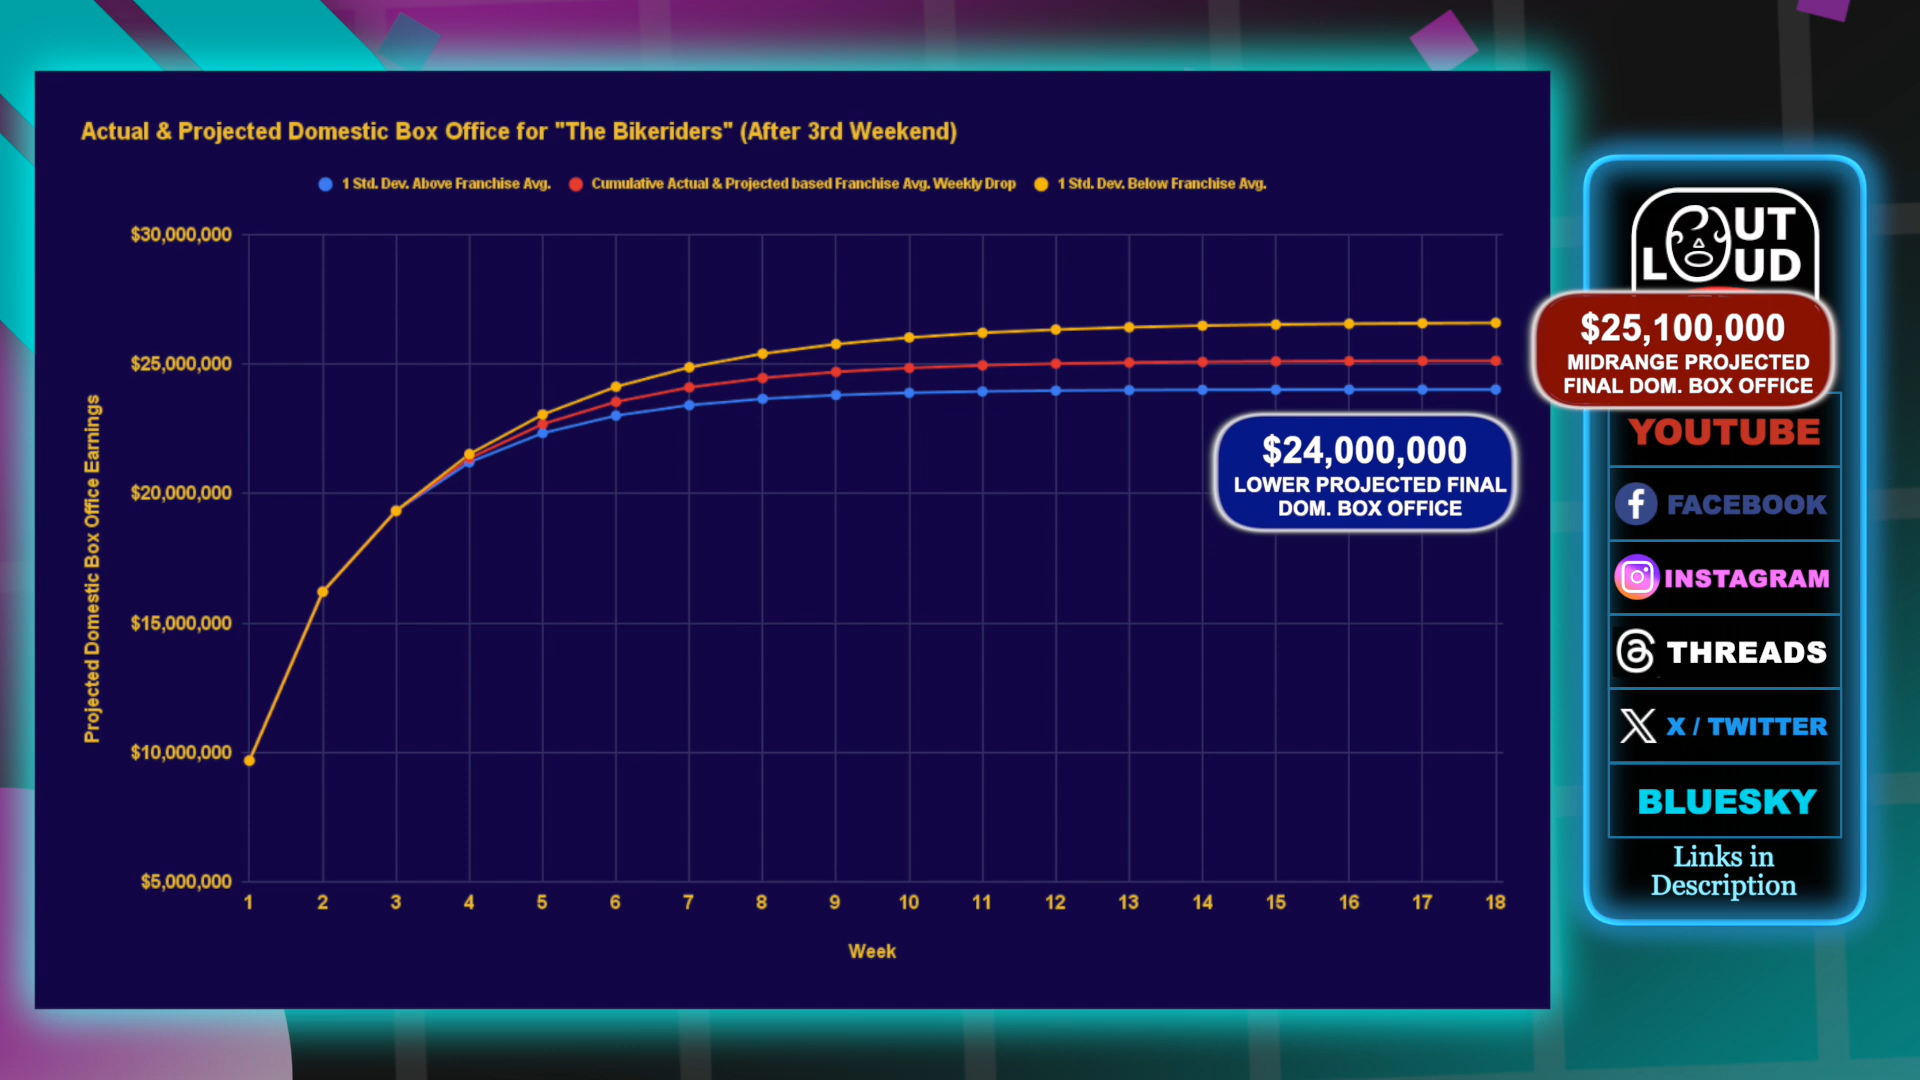 Actual & Projected Domestic Box Office for "The Bikeriders" (After 3rd Weekend)
1 Std. Dev. Above Franchise Avg.
Cumulative Actual & Projected based Franchise Avg. Weekly Drop
1 Std. Dev. Below Franchise Avg.
Projected Domestic Box Office Earnings
$30,000,000
$25,000,000
$20,000,000
$15,000,000
$10,000,000
$5,000,000
1 2 3 4 5 6 7 8 9 10 11 12 13 14 15 16 17 18
Week
$24,000,000
LOWER PROJECTED FINAL
DOM. BOX OFFICE
$25,100,000
MIDRANGE PROJECTED
FINAL DOM. BOX OFFICE
OUT
LOUD
YOUTUBE
FACEBOOK
INSTAGRAM
THREADS
X / TWITTER
BLUESKY
Links in
Description